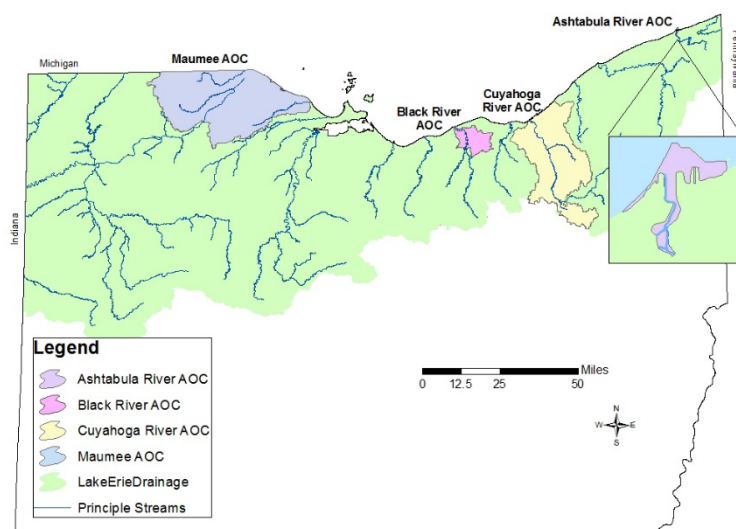 Ashtabula River AOC
Pennsylvania
Michigan
Maumee AOC
Cuyahoga
River AOC
Black River
AOC
Indiana
Legend
Ashtabula River AOC
Black River AOC
Cuyahoga River AOC
Maumee AOC
LakeErieDrainage
Principle Streams
Miles
0 12.5 25 50
N
W E
S